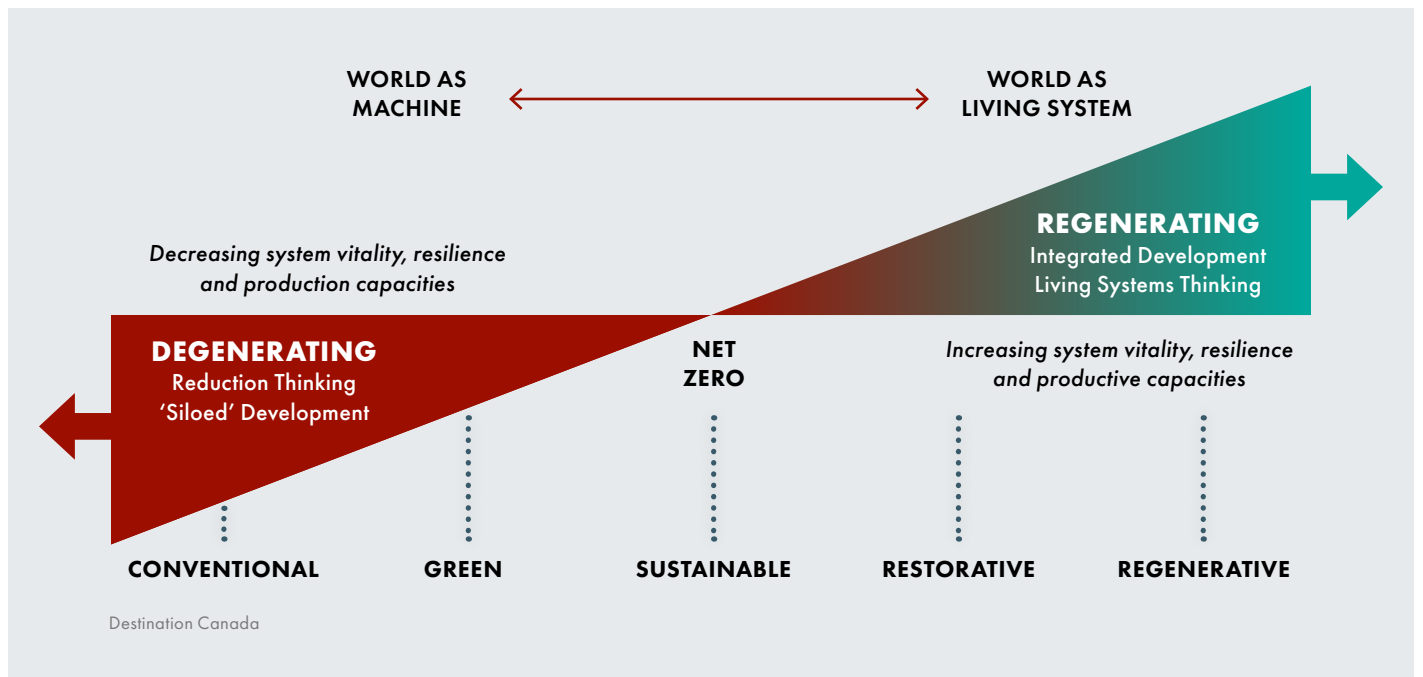 WORLD AS
MACHINE
WORLD AS
LIVING SYSTEM
Decreasing system vitality, resilience
and production capacities
REGENERATING
Integrated Development
Living Systems Thinking
DEGENERATING
Reduction Thinking
‘Siloed’ Development
NET
ZERO
Increasing system vitality, resilience
and productive capacities
CONVENTIONAL
GREEN
SUSTAINABLE
RESTORATIVE
REGENERATIVE
Destination Canada